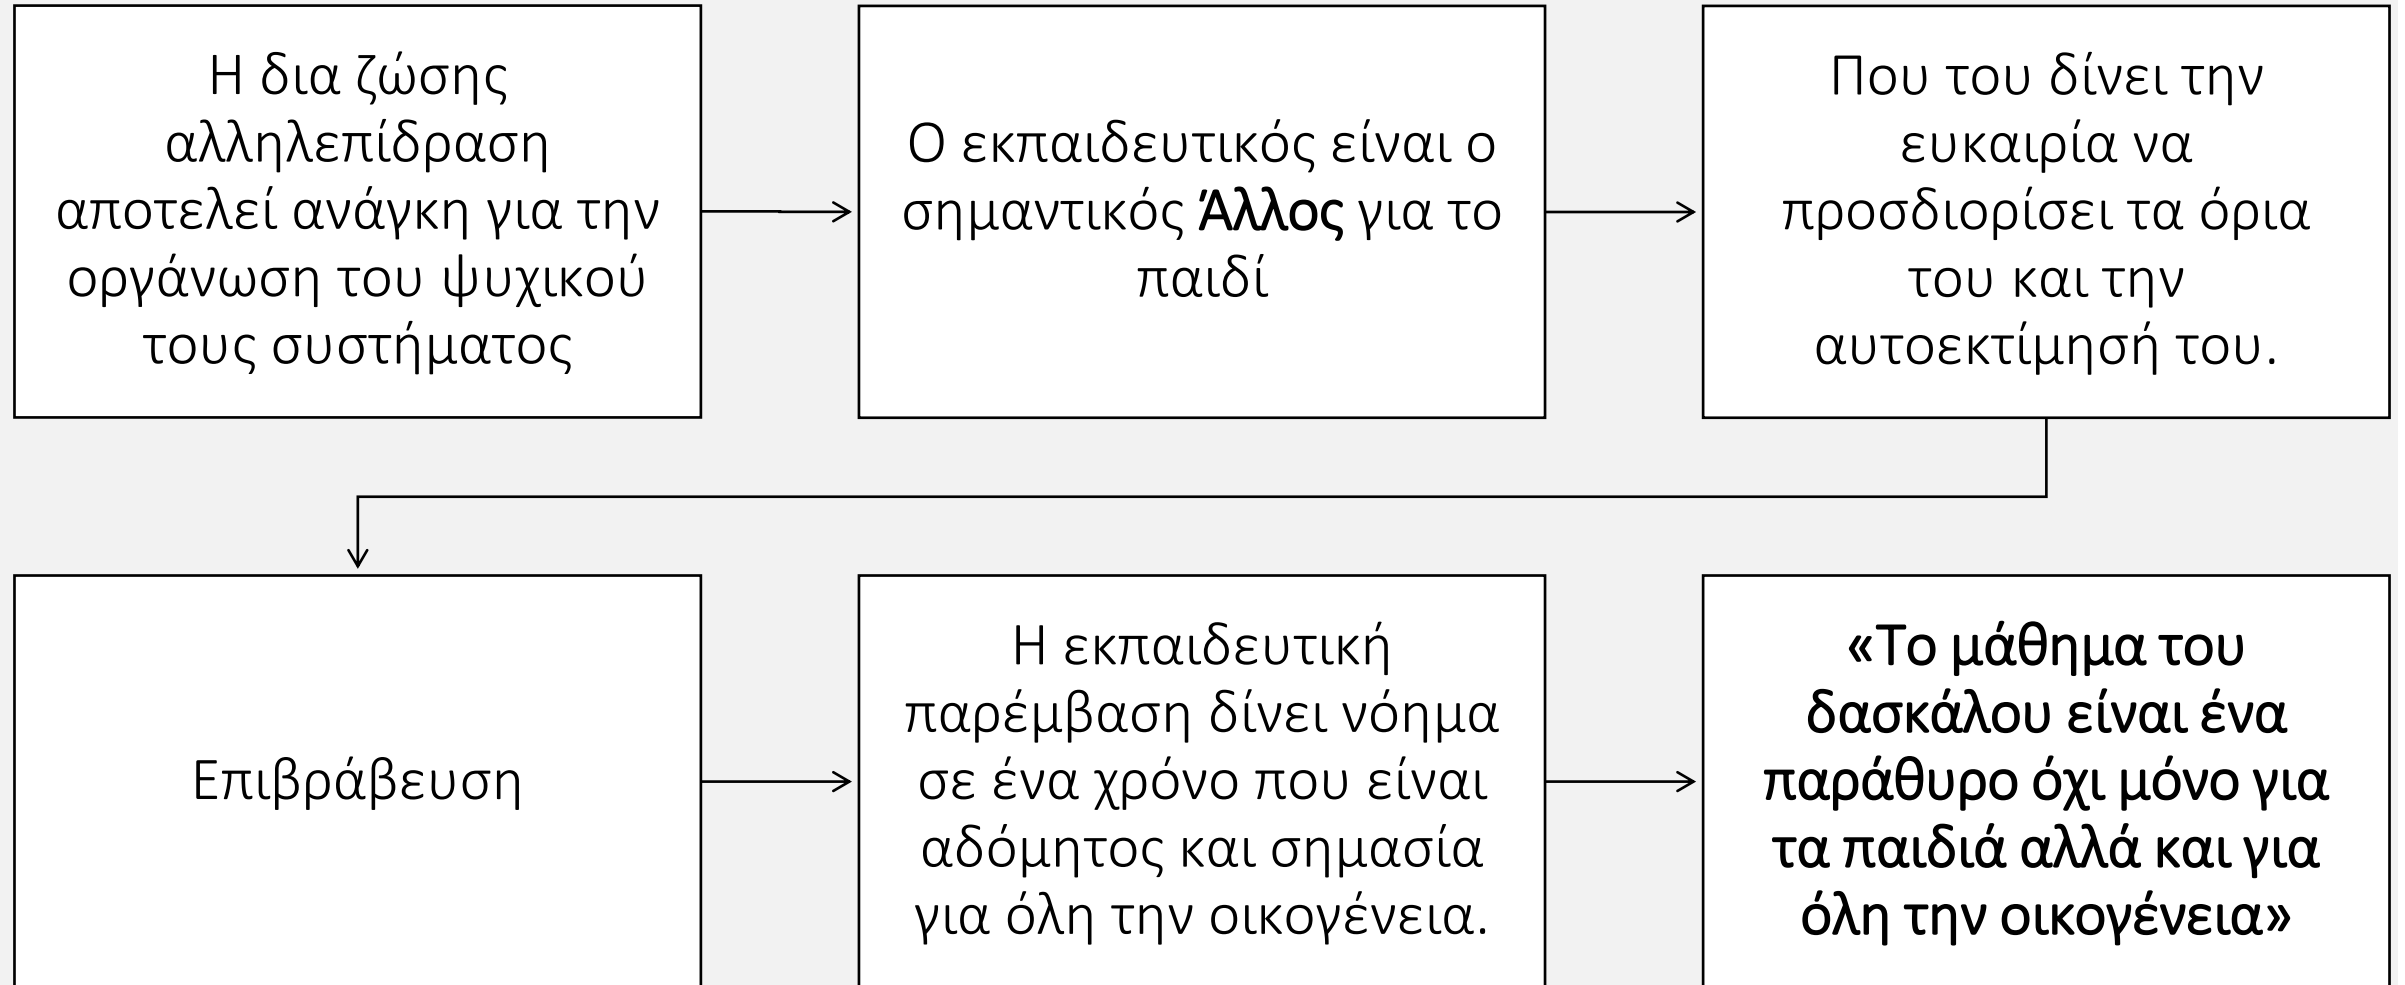 Η δια ζώσης
αλληλεπίδραση
αποτελεί ανάγκη για την
οργάνωση του ψυχικού
τους συστήματος
Ο εκπαιδευτικός είναι ο
σημαντικός Άλλος για το
παιδί
Που του δίνει την
ευκαιρία να
προσδιορίσει τα όρια
του και την
αυτοεκτίμησή του.
Επιβράβευση
Η εκπαιδευτική
παρέμβαση δίνει νόημα
σε ένα χρόνο που είναι
αδόμητος και σημασία
για όλη την οικογένεια.
«Το μάθημα του
δασκάλου είναι ένα
παράθυρο όχι μόνο για
τα παιδιά αλλά και για
όλη την οικογένεια»